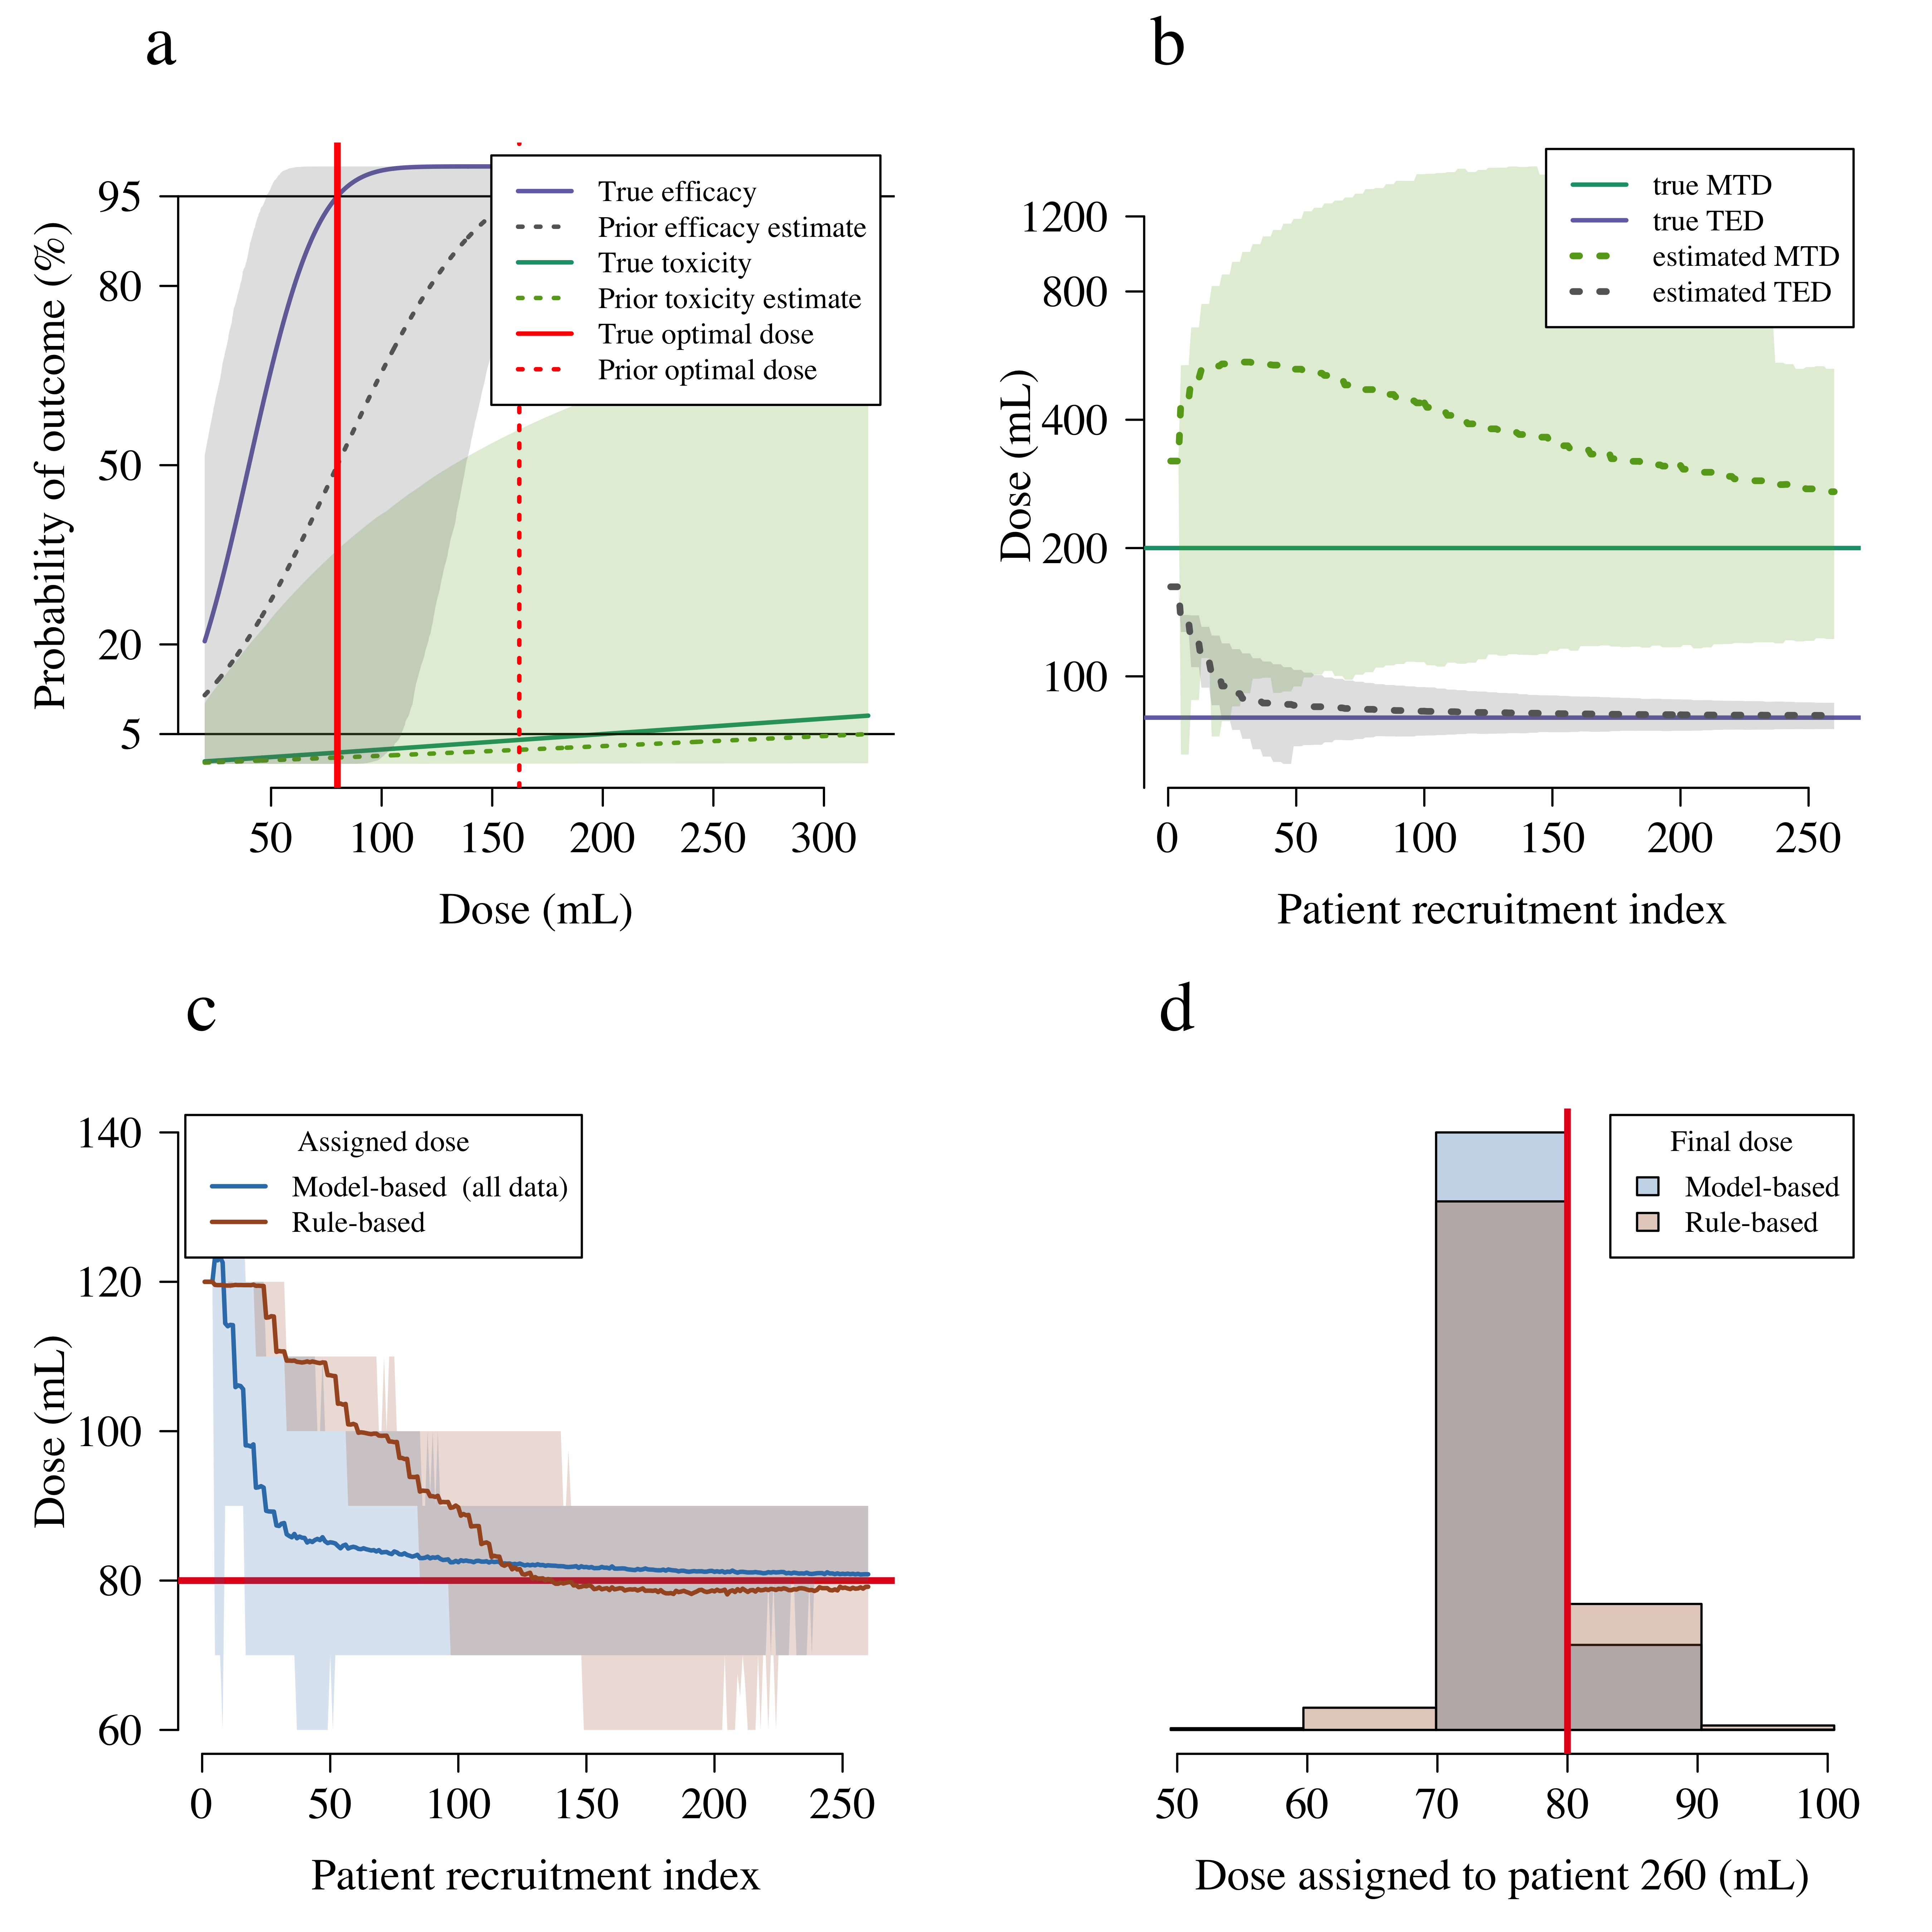 a
Probability of outcome (%)
95
80
50
20
5
True efficacy
Prior efficacy estimate
True toxicity
Prior toxicity estimate
True optimal dose
Prior optimal dose
50 100 150 200 250 300
Dose (mL)
b
Dose (mL)
1200
800
400
200
100
true MTD
true TED
estimated MTD
estimated TED
0 50 100 150 200 250
Patient recruitment index
c
Dose (mL)
140
120
100
80
60
Assigned dose
Model-based (all data)
Rule-based
0 50 100 150 200 250
Patient recruitment index
d
Final dose
Model-based
Rule-based
50 60 70 80 90 100
Dose assigned to patient 260 (mL)